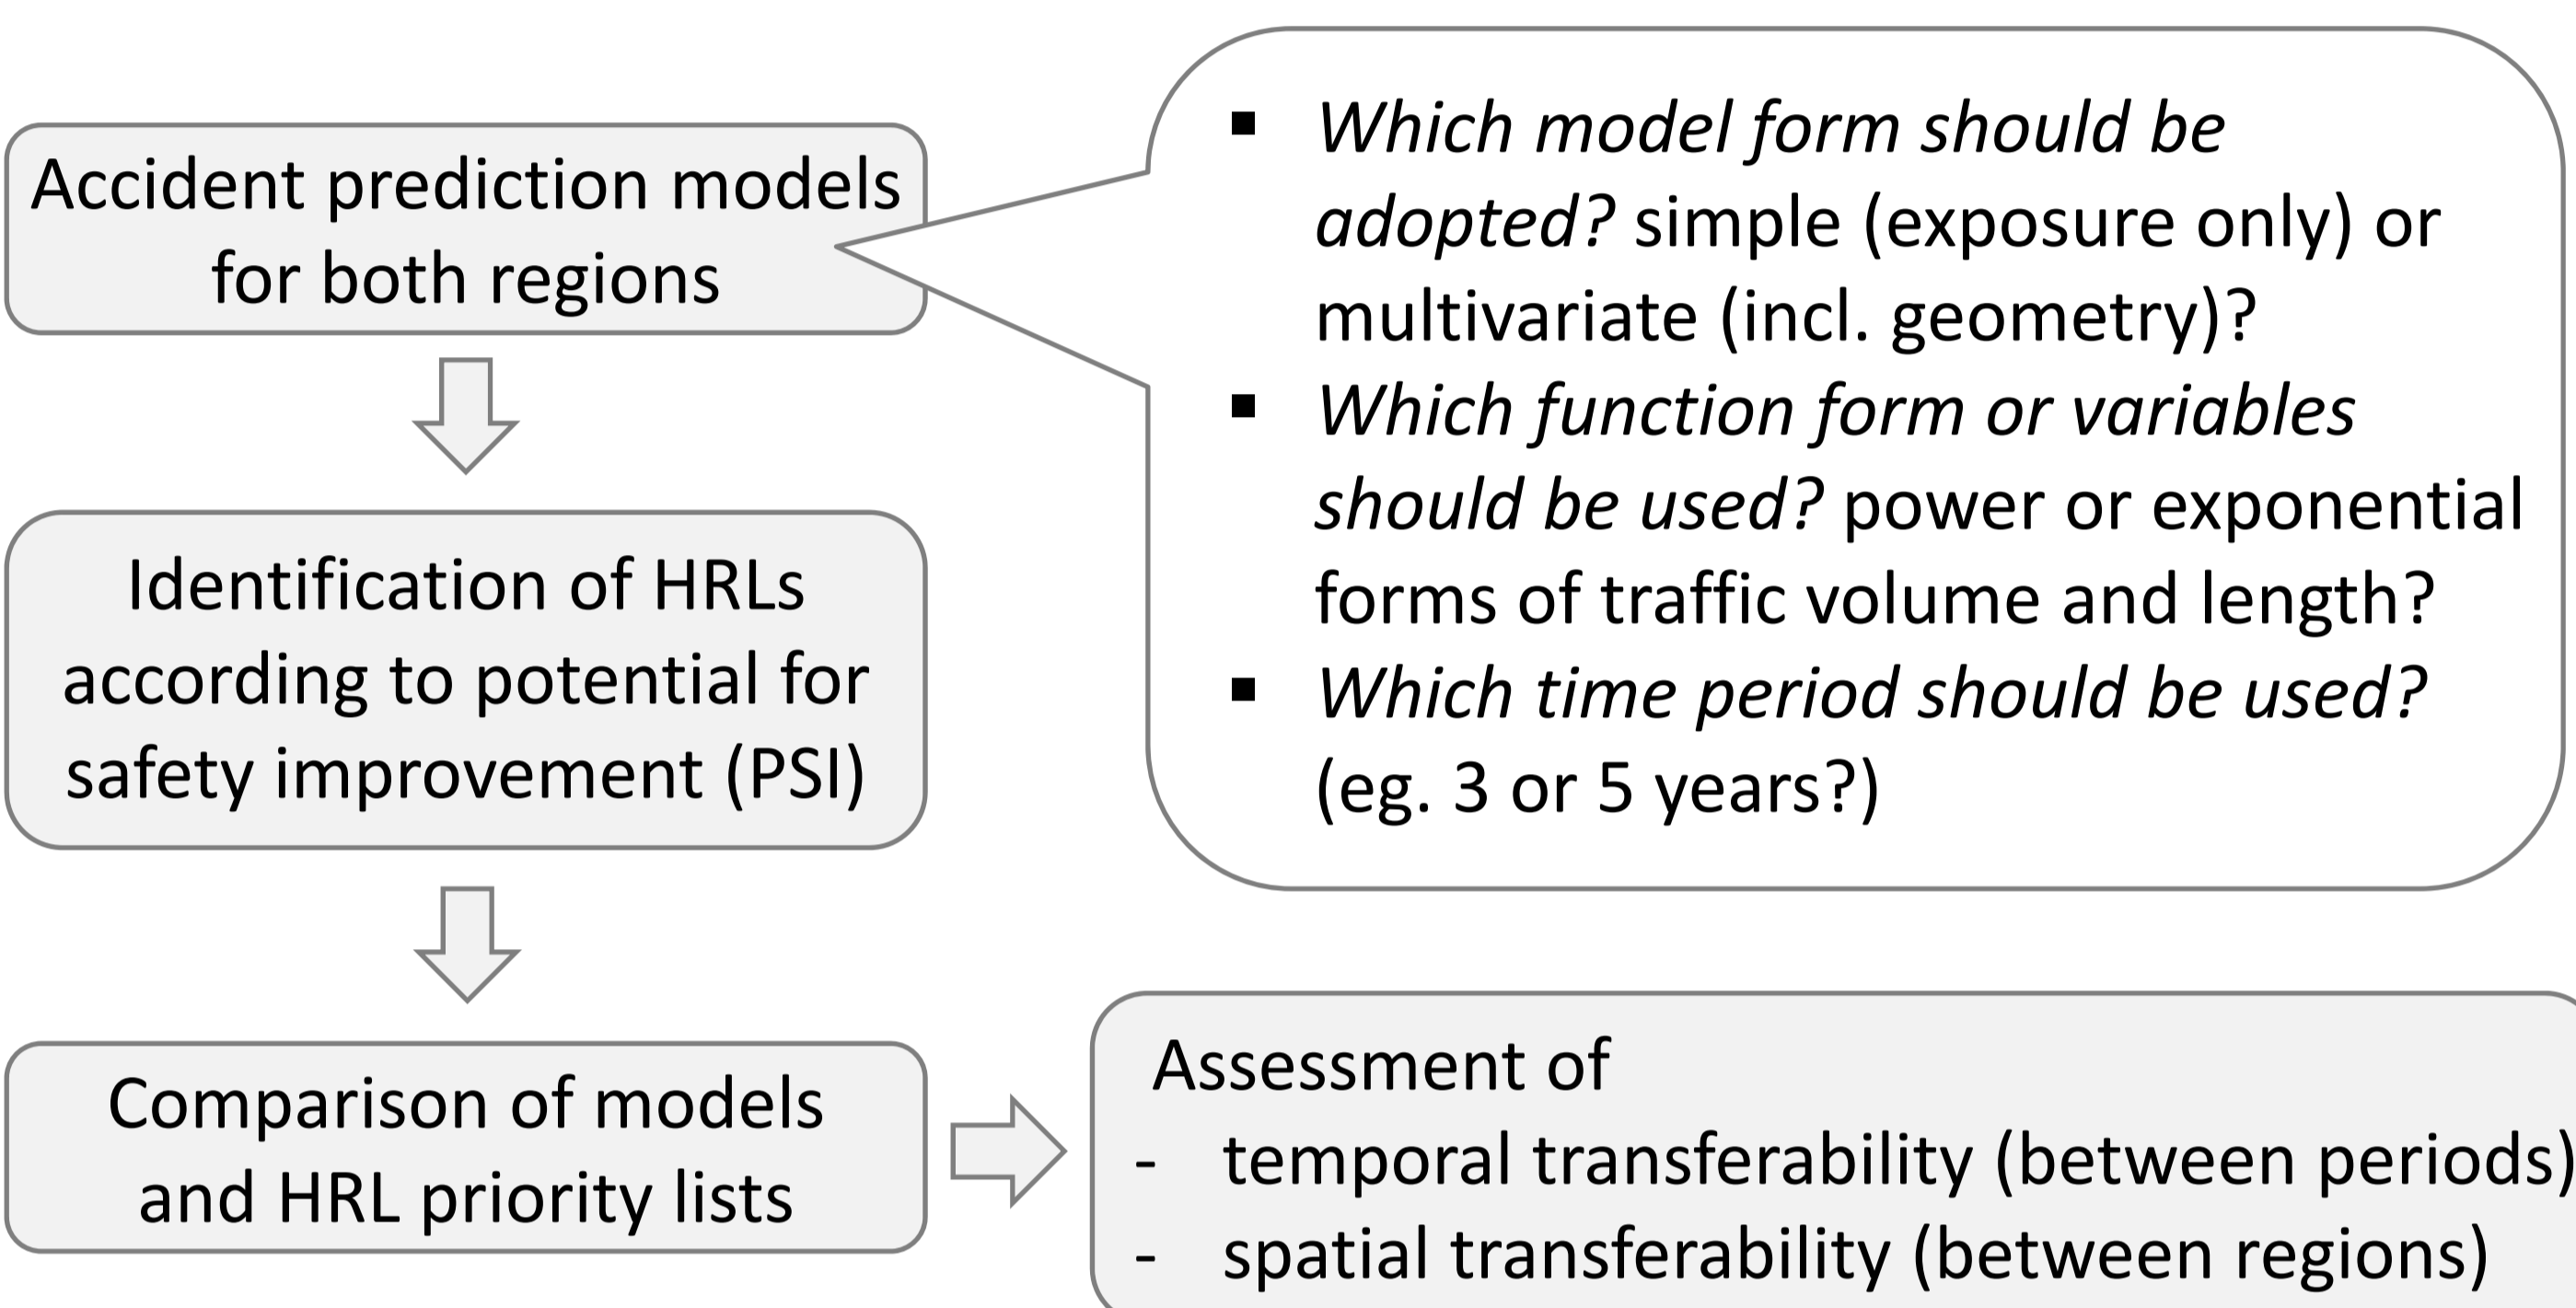 Accident prediction models
for both regions
▪ Which model form should be
adopted? simple (exposure only) or
multivariate (incl. geometry)?
▪ Which function form or variables
should be used? power or exponential
forms of traffic volume and length?
▪ Which time period should be used?
(eg. 3 or 5 years?)
Identification of HRLs
according to potential for
safety improvement (PSI)
Comparison of models
and HRL priority lists
Assessment of
- temporal transferability (between periods)
- spatial transferability (between regions)